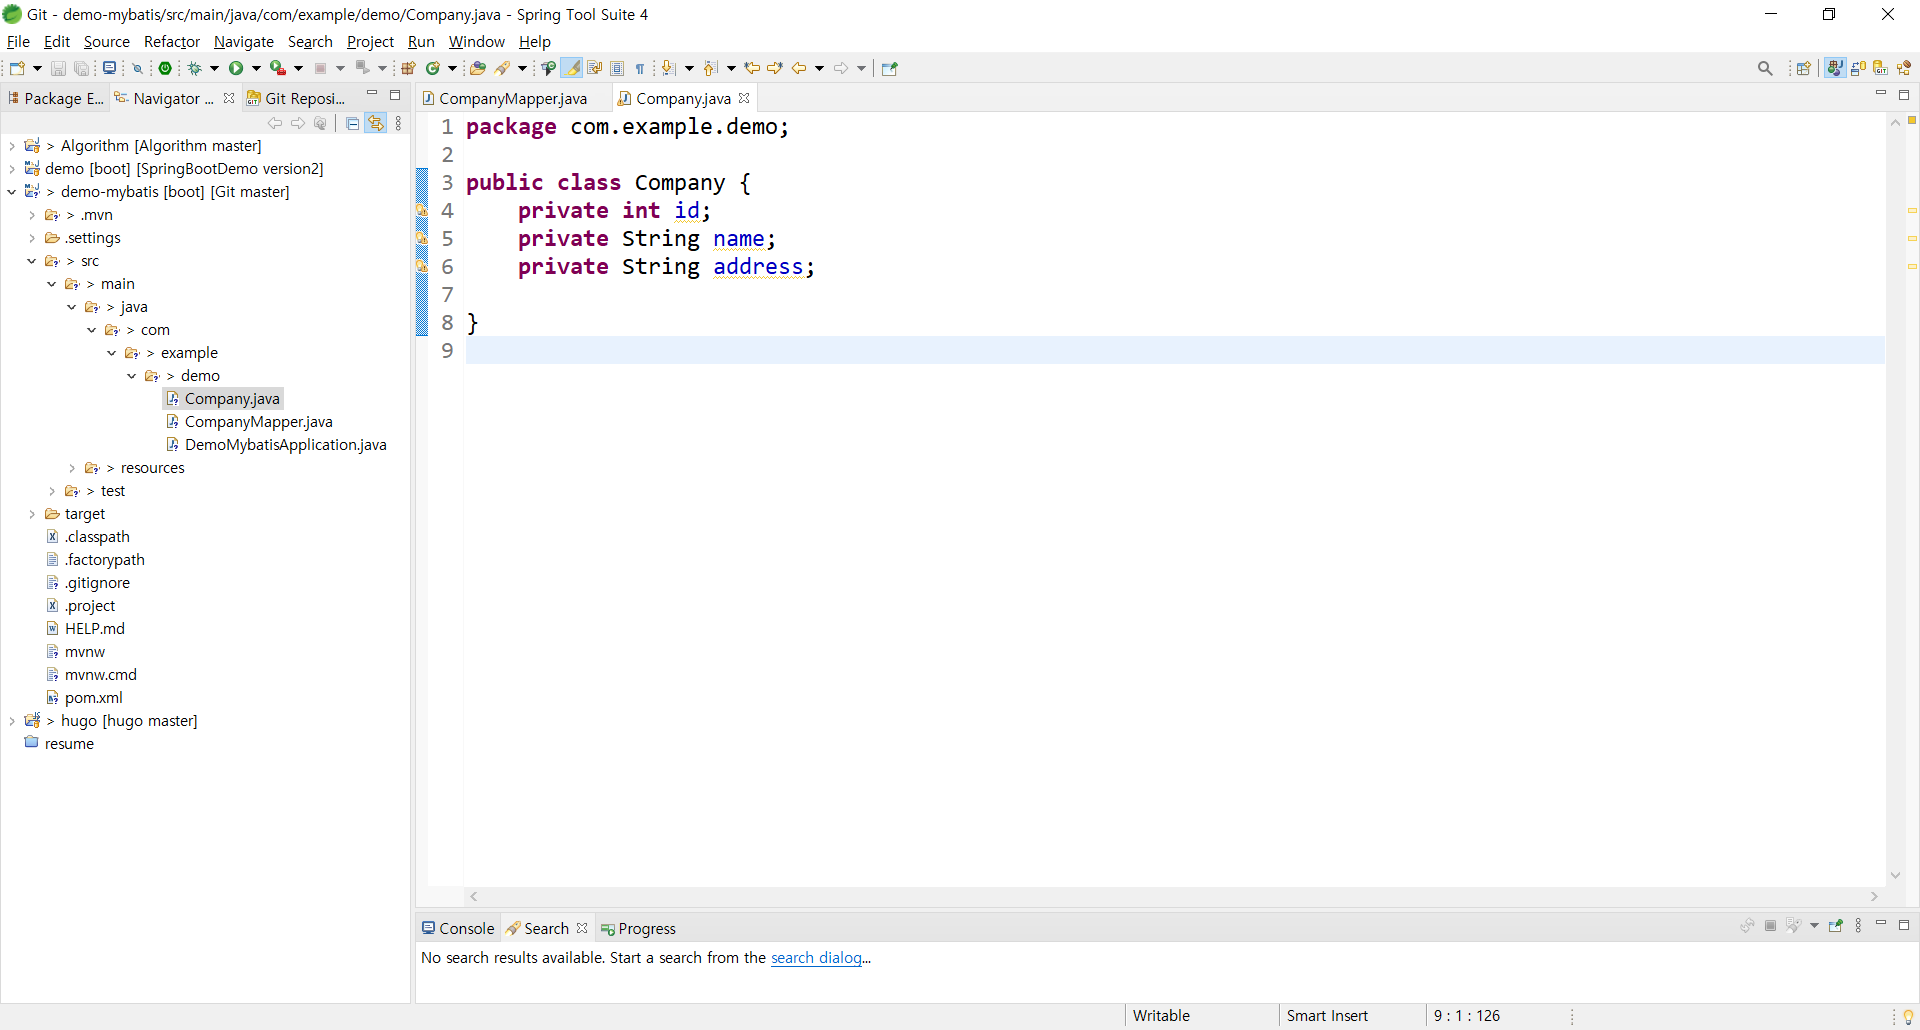 Git - demo-mybatis/src/main/java/com/example/demo/Company.java - Spring Tool Suite 4
File Edit Source Refactor Navigate Search Project Run Window Help
Package E... Navigator ... Git Reposi...
> Algorithm [Algorithm master]
demo [boot] [SpringBootDemo version2]
> demo-mybatis [boot] [Git master]
> .mvn
.settings
> src
> main
> java
> com
> example
> demo
Company.java
CompanyMapper.java
DemoMybatisApplication.java
> resources
> test
target
.classpath
.factorypath
.gitignore
.project
HELP.md
mvnw
mvnw.cmd
pom.xml
> hugo [hugo master]
resume
CompanyMapper.java Company.java
1 package com.example.demo;
2
3 public class Company {
4 private int id;
5 private String name;
6 private String address;
7
8 }
9
Console Search Progress
No search results available. Start a search from the search dialog...
Writable Smart Insert 9 : 1 : 126